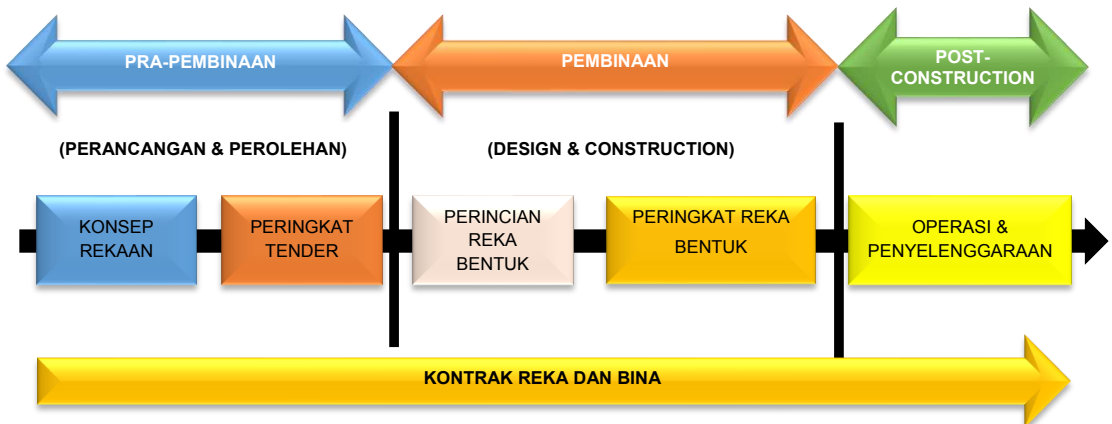 PRA-PEMBINAAN
PEMBINAAN
POST-
CONSTRUCTION
(PERANCANGAN & PEROLEHAN)
(DESIGN & CONSTRUCTION)
KONSEP
REKAAN
PERINGKAT
TENDER
PERINCIAN
REKA
BENTUK
PERINGKAT REKA
BENTUK
OPERASI &
PENYELENGGARAAN
KONTRAK REKA DAN BINA